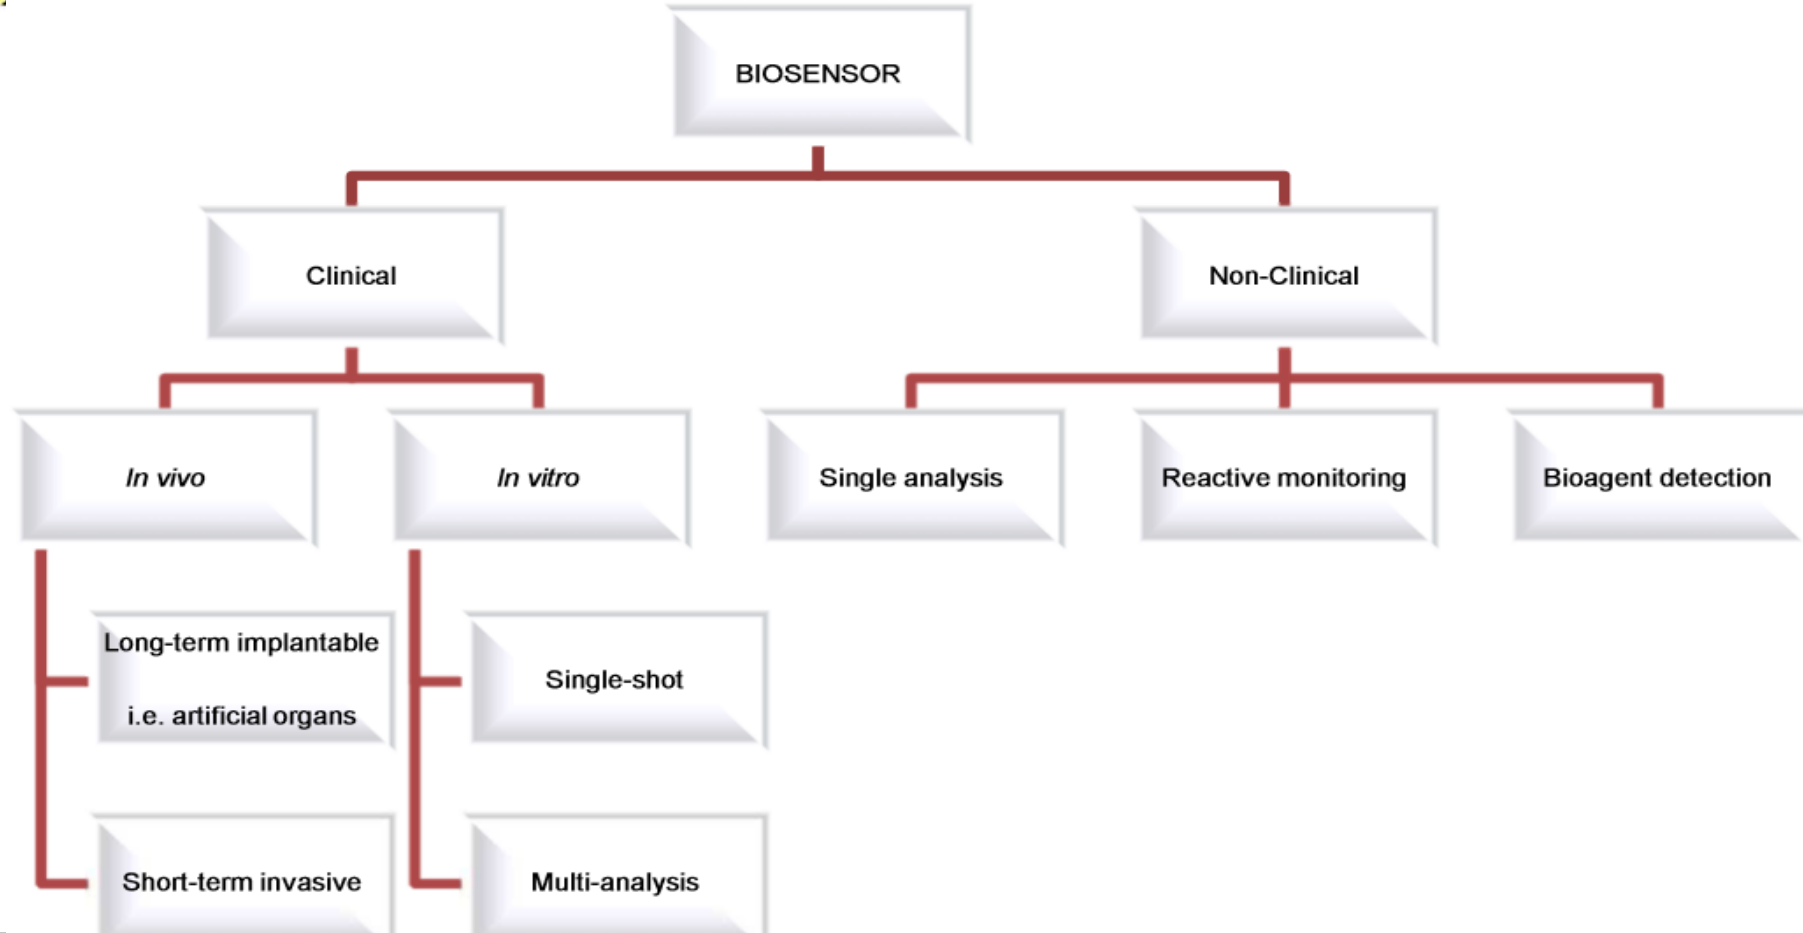 BIOSENSOR
Clinical
Non-Clinical
In vivo
In vitro
Single analysis
Reactive monitoring
Bioagent detection
Long-term implantable
i.e. artificial organs
Single-shot
Short-term invasive
Multi-analysis